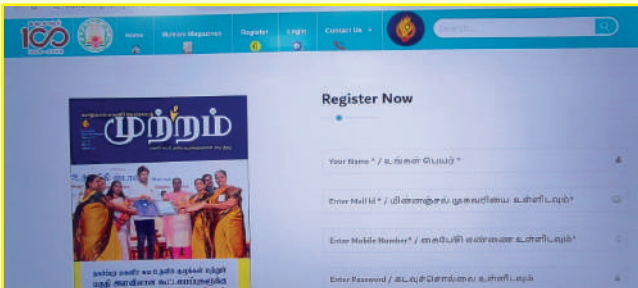 100
Home
Mutram Magazines
Register
Login
Contact Us
Search...
முற்றம்
Register Now
Your Name * / உங்கள் பெயர் *
Enter Mail Id * / மின்னஞ்சல் முகவரியை உள்ளிடவும்*
Enter Mobile Number* / கைபேசி எண்ணை உள்ளிடவும்*
Enter Password / கடவுச்சொல்லை உள்ளிடவும்